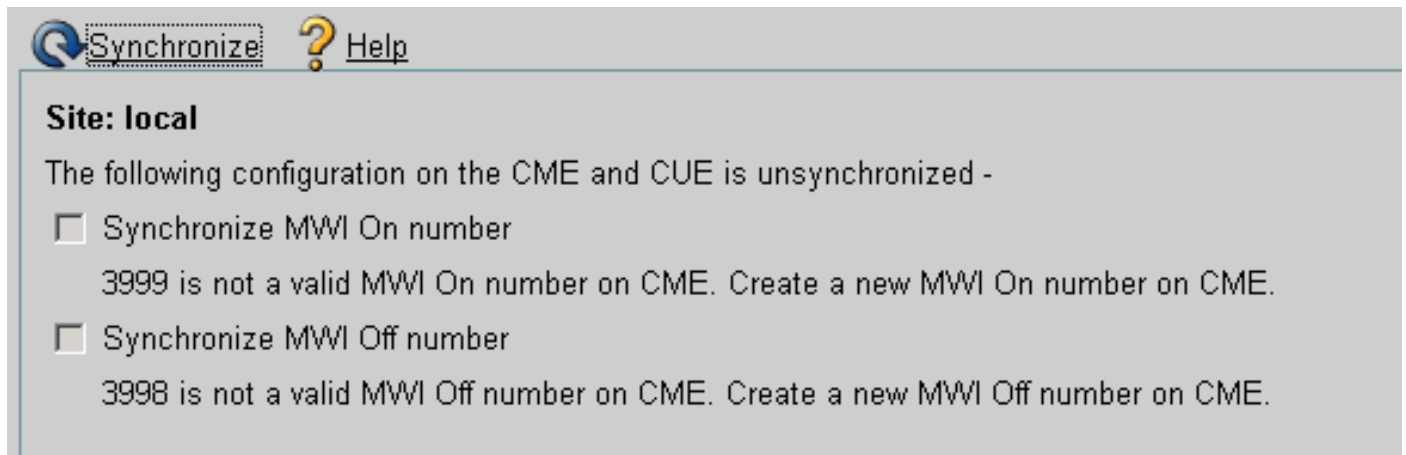 Synchronize Help
Site: local
The following configuration on the CME and CUE is unsynchronized -
Synchronize MWI On number
3999 is not a valid MWI On number on CME. Create a new MWI On number on CME.
Synchronize MWI Off number
3998 is not a valid MWI Off number on CME. Create a new MWI Off number on CME.